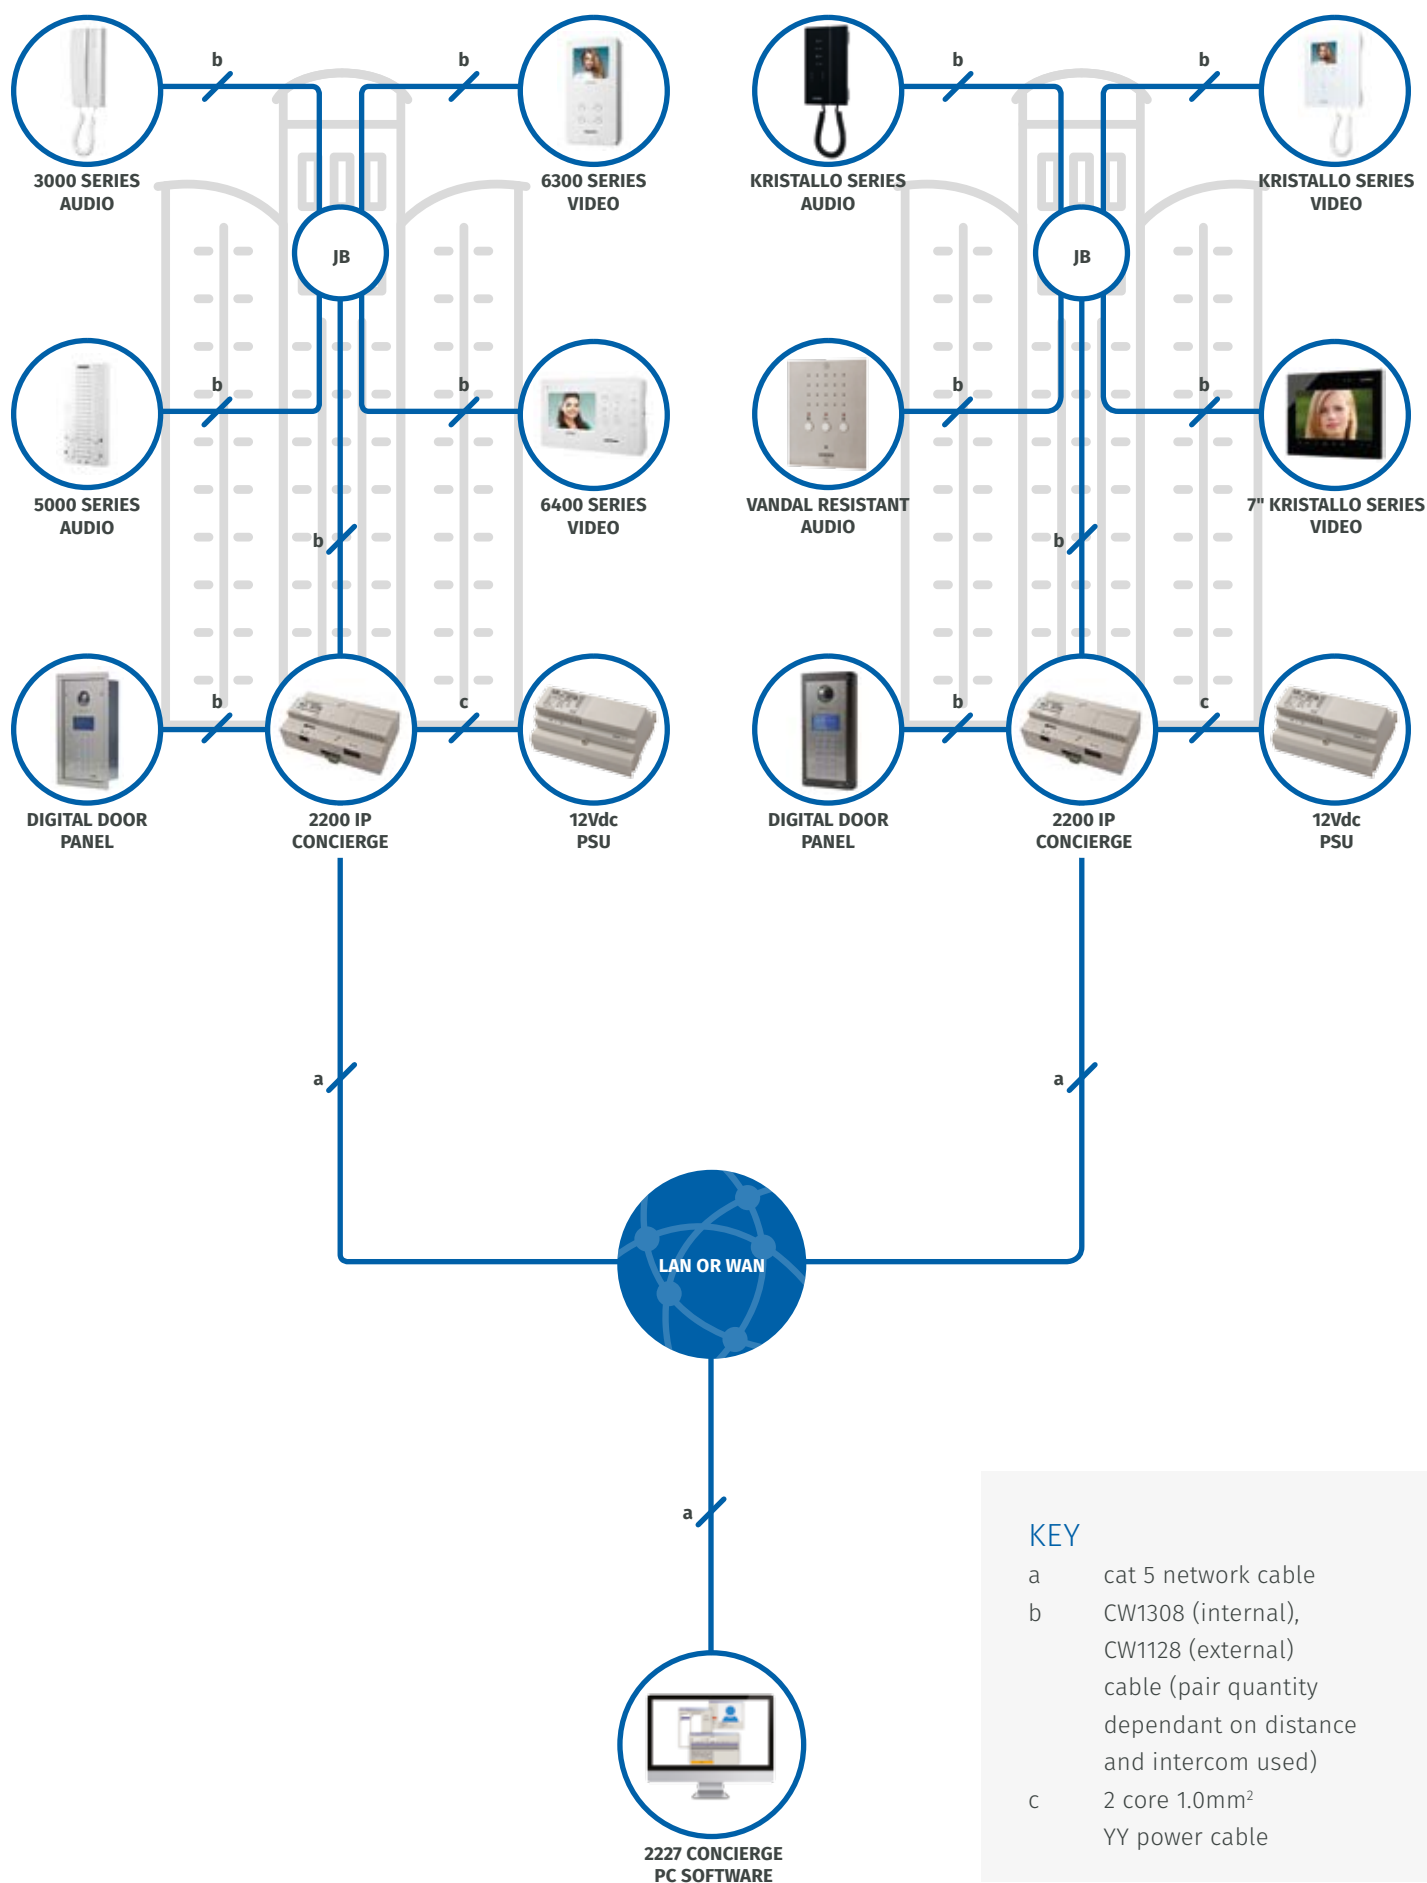 b
b
b
b
3000 SERIES
AUDIO
6300 SERIES
VIDEO
KRISTALLO SERIES
AUDIO
KRISTALLO SERIES
VIDEO
JB
JB
b
b
b
b
5000 SERIES
AUDIO
6400 SERIES
VIDEO
VANDAL RESISTANT
AUDIO
7" KRISTALLO SERIES
VIDEO
b
b
b
c
b
c
DIGITAL DOOR
PANEL
2200 IP
CONCIERGE
12Vdc
PSU
DIGITAL DOOR
PANEL
2200 IP
CONCIERGE
12Vdc
PSU
a
a
LAN OR WAN
a
2227 CONCIERGE
PC SOFTWARE
KEY
a cat 5 network cable
b CW1308 (internal),
CW1128 (external)
cable (pair quantity
dependant on distance
and intercom used)
c 2 core 1.0mm²
YY power cable